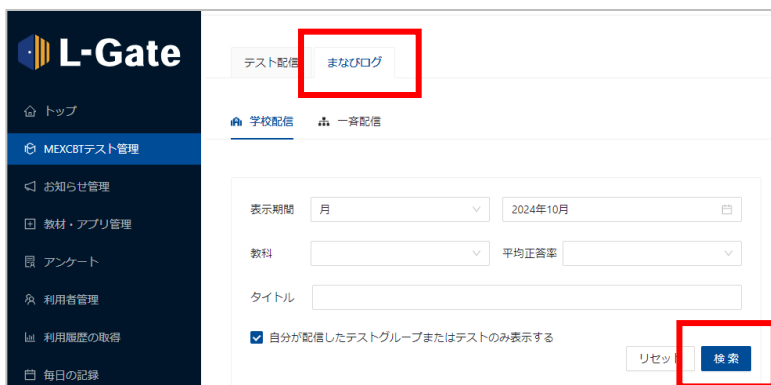 L-Gate
トップ
MEXCBTテスト管理
お知らせ管理
教材・アプリ管理
アンケート
利用者管理
利用履歴の取得
毎日の記録
テスト配信 まなびログ
学校配信 一斉配信
表示期間 月 2024年10月
教科 平均正答率
タイトル
自分が配信したテストグループまたはテストのみ表示する
リセット 検索